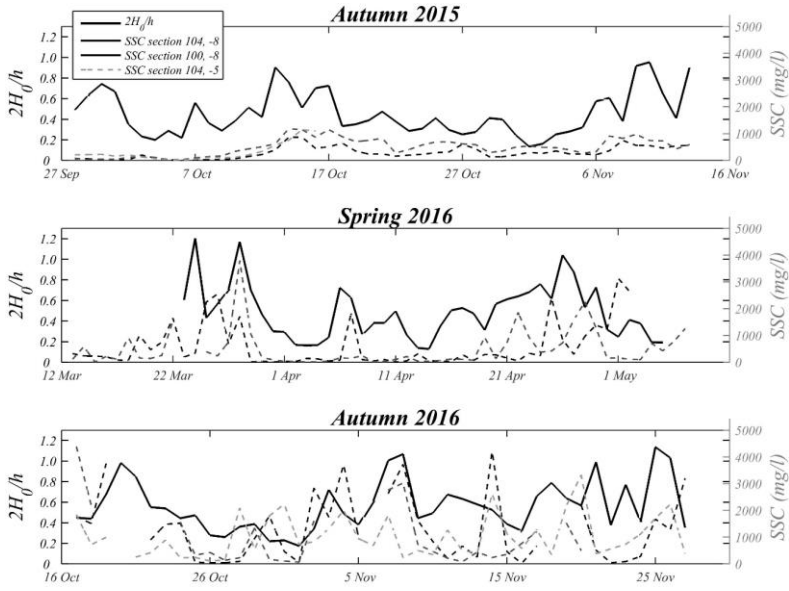 Autumn 2015
2H0/h
SSC section 104, -8
SSC section 100, -8
SSC section 104, -5
2H0/h
1.2
1.0
0.8
0.6
0.4
0.2
0
5000
4000
3000
2000
1000
0
SSC (mg/l)
27 Sep 7 Oct 17 Oct 27 Oct 6 Nov 16 Nov
Spring 2016
2H0/h
1.2
1.0
0.8
0.6
0.4
0.2
0
5000
4000
3000
2000
1000
0
SSC (mg/l)
12 Mar 22 Mar 1 Apr 11 Apr 21 Apr 1 May
Autumn 2016
2H0/h
1.2
1.0
0.8
0.6
0.4
0.2
0
5000
4000
3000
2000
1000
0
SSC (mg/l)
16 Oct 26 Oct 5 Nov 15 Nov 25 Nov